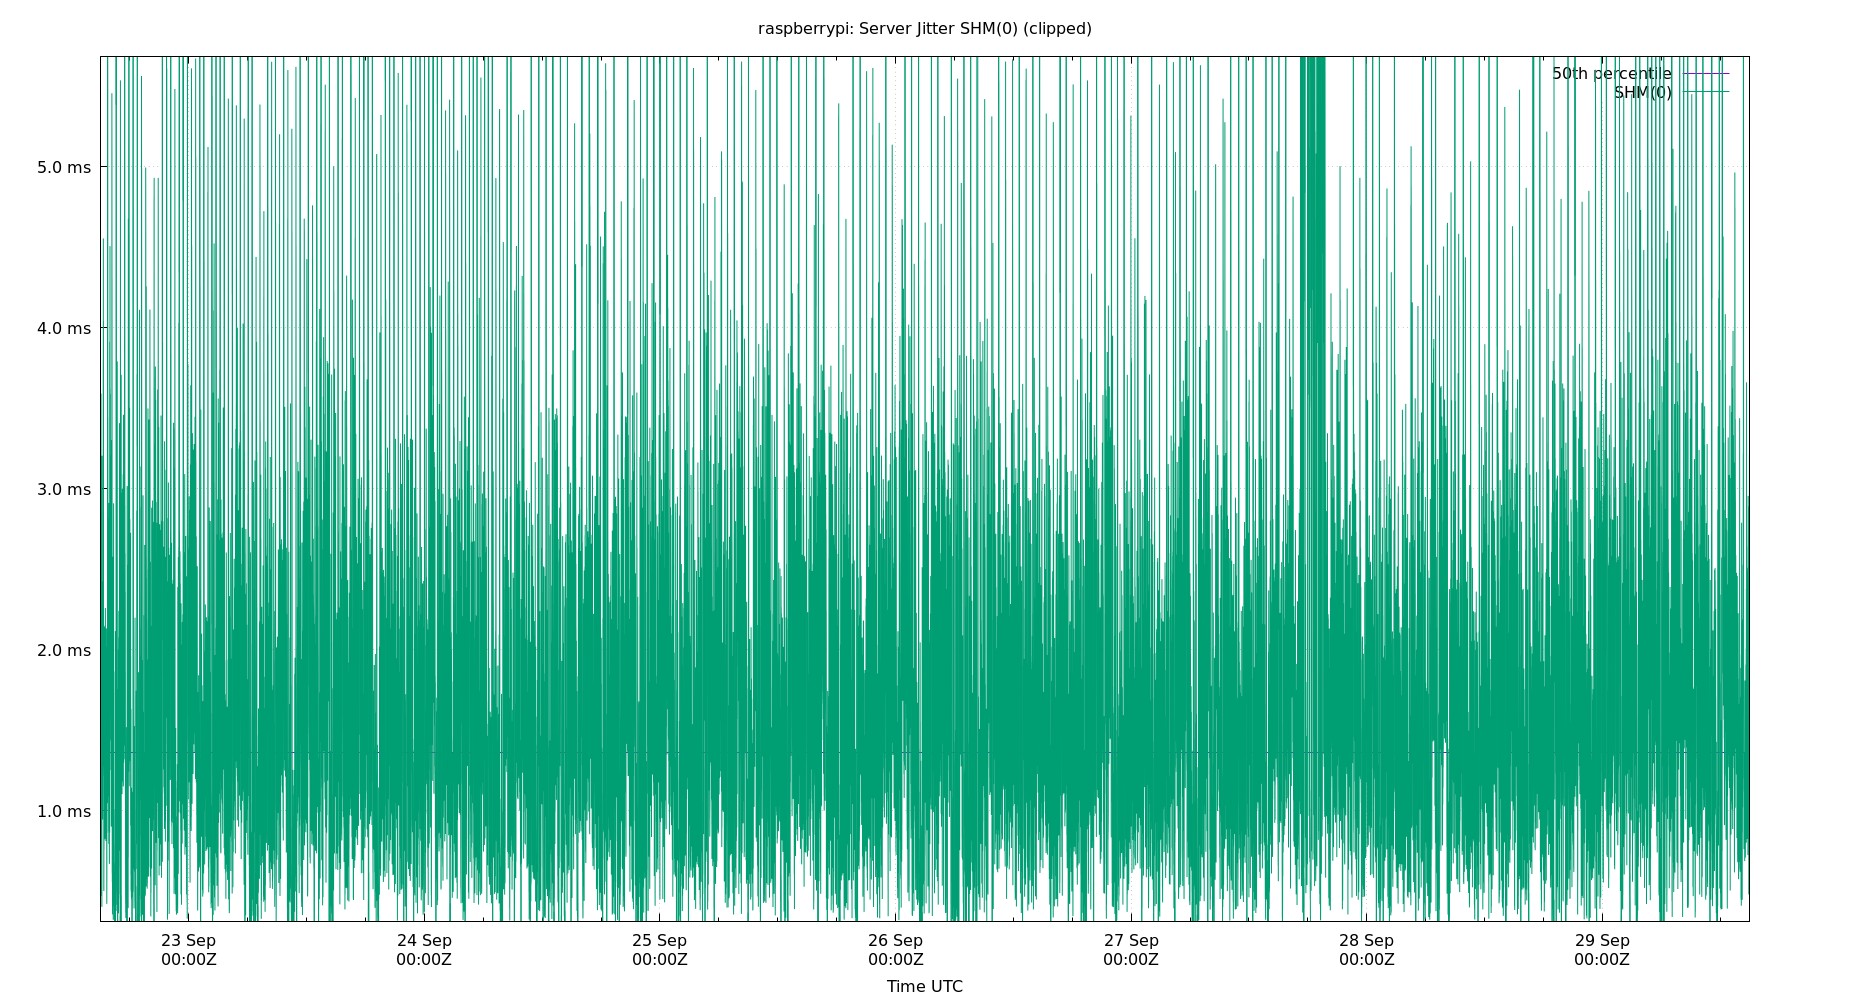 raspberrypi: Server Jitter SHM(0) (clipped)
50th percentile
SHM(0)
5.0 ms
4.0 ms
3.0 ms
2.0 ms
1.0 ms
23 Sep 24 Sep 25 Sep 26 Sep 27 Sep 28 Sep 29 Sep
00:00Z 00:00Z 00:00Z 00:00Z 00:00Z 00:00Z 00:00Z
Time UTC